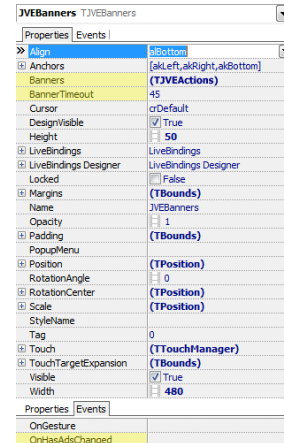 JVEBanners TJVEBanners
Properties Events
Align alBottom
Anchors [akLeft,akRight,akBottom]
Banners (TJVEActions)
BannerTimeout 45
Cursor crDefault
DesignVisible True
Height 50
LiveBindings LiveBindings
LiveBindings Designer LiveBindings Designer
Locked False
Margins (TBounds)
Name JVEBanners
Opacity 1
Padding (TBounds)
PopupMenu
Position (TPosition)
RotationAngle 0
RotationCenter (TPosition)
Scale (TPosition)
StyleName
Tag 0
Touch (TTouchManager)
TouchTargetExpansion (TBounds)
Visible True
Width 480
Properties Events
OnGesture
OnHasAdsChanged